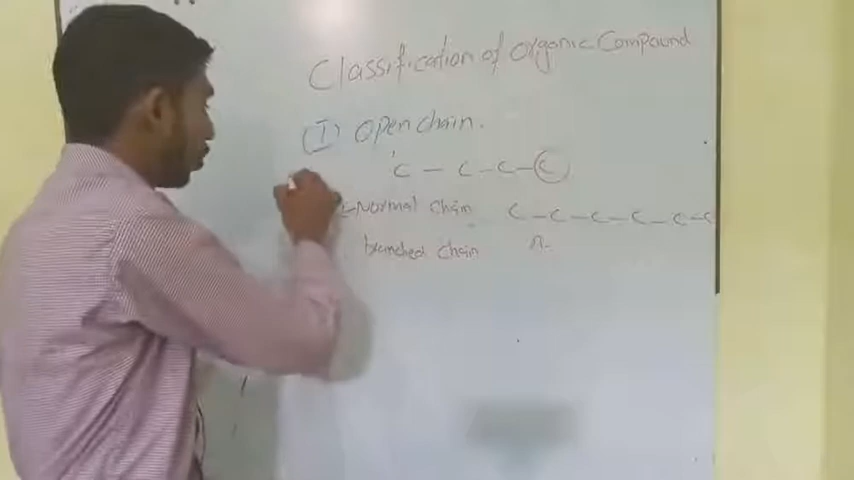 Classification of Organic Compound
(I) Open chain.
C - C - C - C
Normal chain C - C - C - C - C - C
branched chain n-